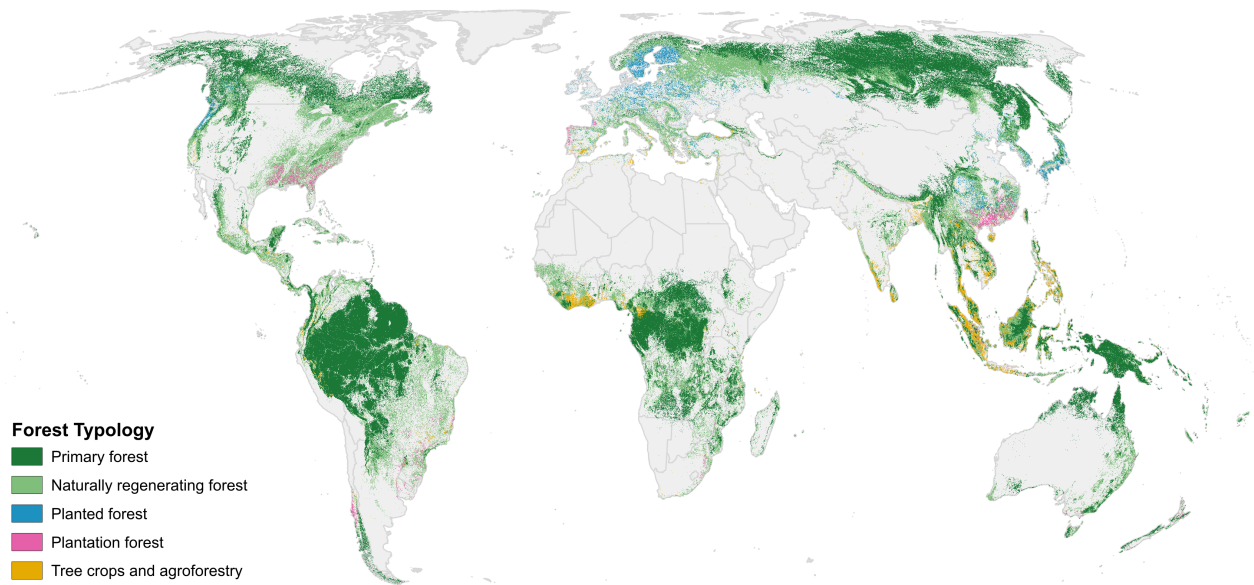 Forest Typology
Primary forest
Naturally regenerating forest
Planted forest
Plantation forest
Tree crops and agroforestry